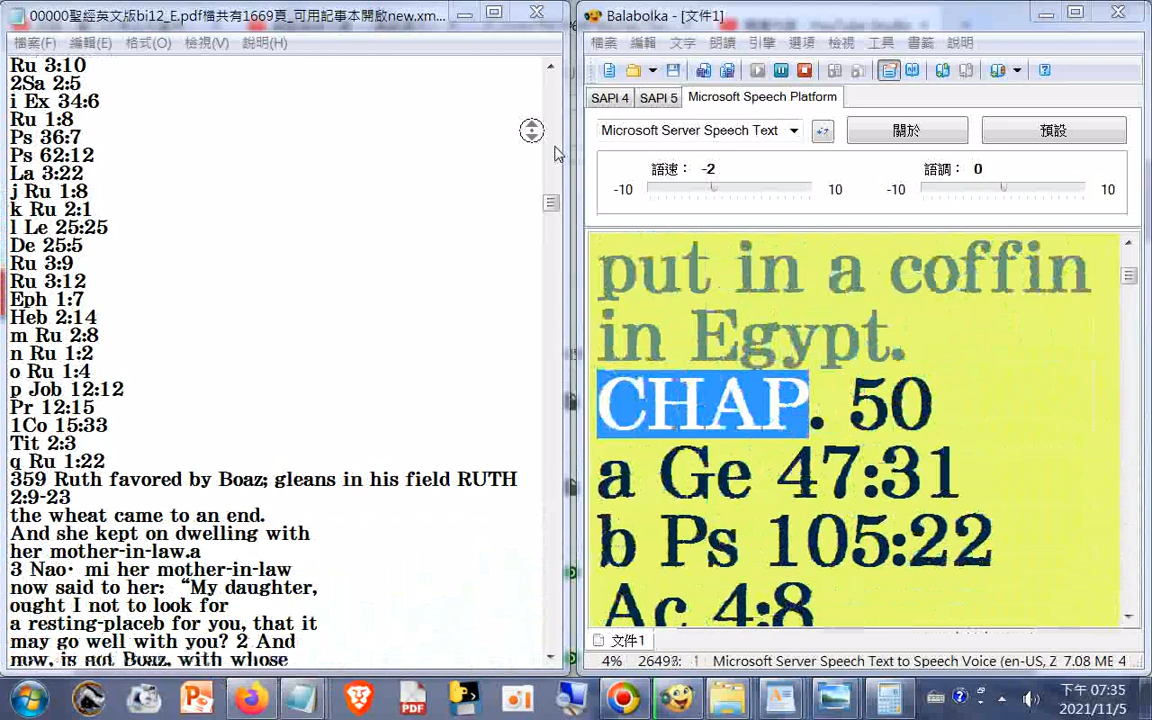 00000聖經英文版bi12_E.pdf檔共有1669頁_可用記事本開啟new.xm...
檔案(F) 編輯(E) 格式(O) 檢視(V) 說明(H)
Ru 3:10
2Sa 2:5
i Ex 34:6
Ru 1:8
Ps 36:7
Ps 62:12
La 3:22
j Ru 1:8
k Ru 2:1
l Le 25:25
De 25:5
Ru 3:9
Ru 3:12
Eph 1:7
Heb 2:14
m Ru 2:8
n Ru 1:2
o Ru 1:4
p Job 12:12
Pr 12:15
1Co 15:33
Tit 2:3
q Ru 1:22
359 Ruth favored by Boaz; gleans in his field RUTH
2:9-23
the wheat came to an end.
And she kept on dwelling with
her mother-in-law.a
3 Nao· mi her mother-in-law
now said to her: “My daughter,
ought I not to look for
a resting-placeb for you, that it
may go well with you? 2 And
now, is not Boaz, with whose
Balabolka - [文件1]
檔案 編輯 文字 朗讀 引擎 選項 檢視 工具 書籤 說明
SAPI 4 SAPI 5 Microsoft Speech Platform
Microsoft Server Speech Text 關於 預設
語速： -2 語調： 0
-10 10 -10 10
put in a coffin
in Egypt.
CHAP. 50
a Ge 47:31
b Ps 105:22
Ac 4:8
文件1
4% Microsoft Server Speech Text to Speech Voice (en-US, Z 7.08 ME 4
PDF
下午 07:35
2021/11/5